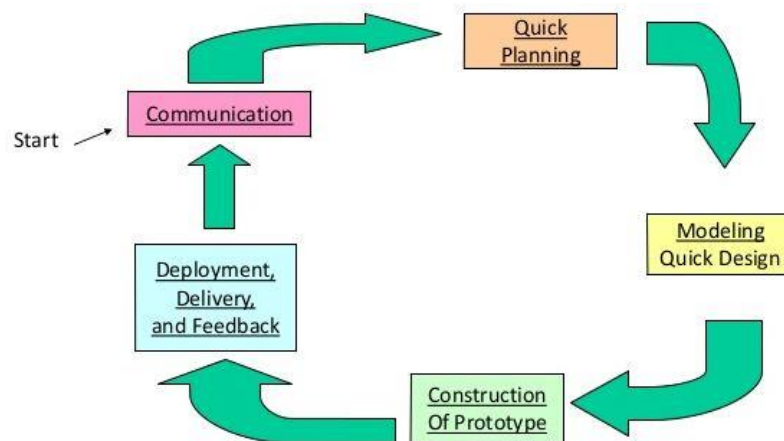 Quick
Planning
Communication
Start
Modeling
Quick Design
Deployment,
Delivery,
and Feedback
Construction
Of Prototype